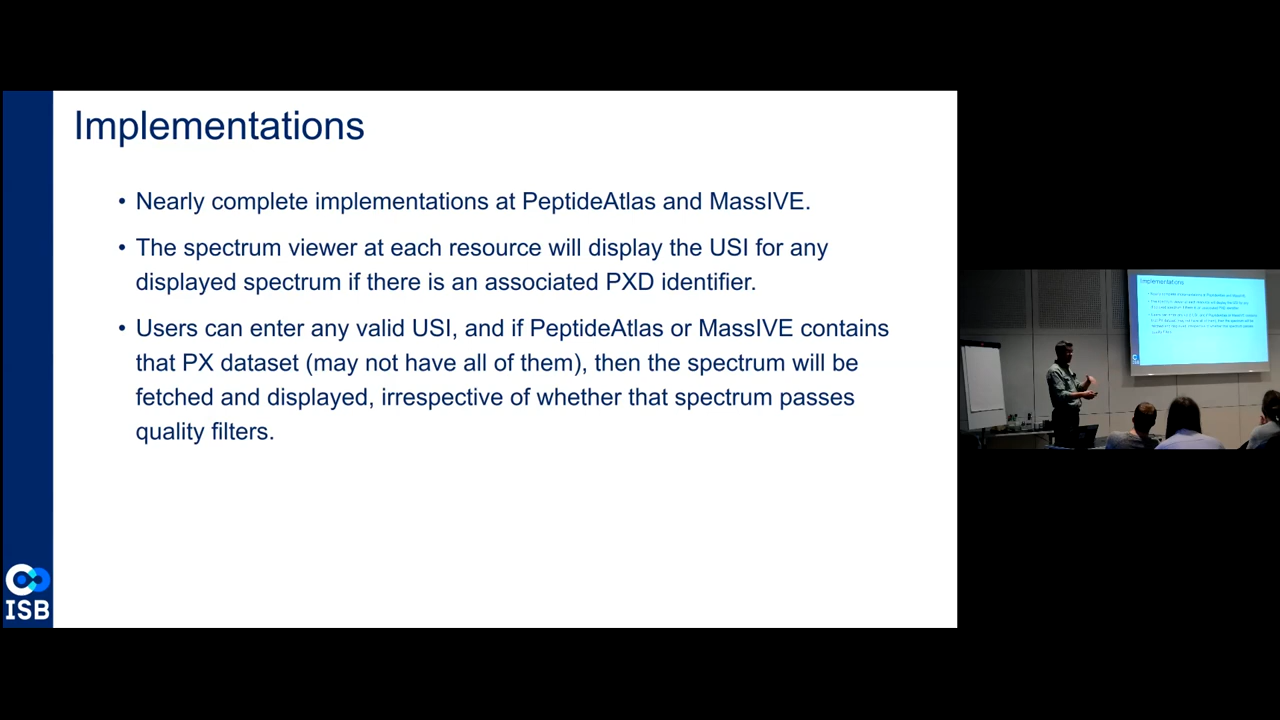 Implementations
• Nearly complete implementations at PeptideAtlas and MassIVE.
• The spectrum viewer at each resource will display the USI for any
displayed spectrum if there is an associated PXD identifier.
• Users can enter any valid USI, and if PeptideAtlas or MassIVE contains
that PX dataset (may not have all of them), then the spectrum will be
fetched and displayed, irrespective of whether that spectrum passes
quality filters.
ISB
Implementations